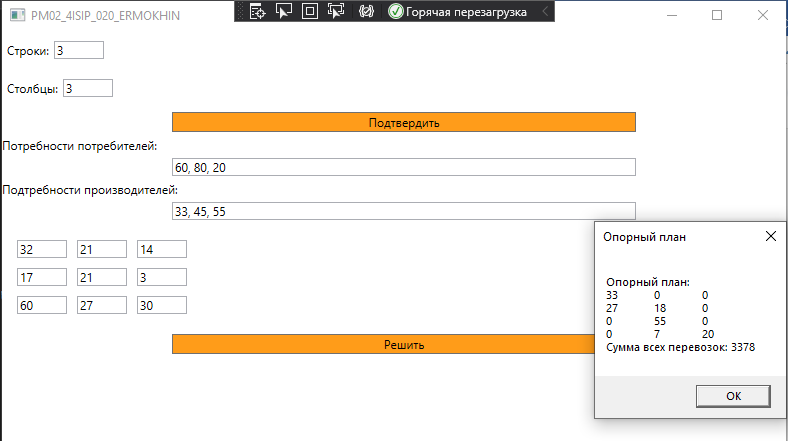 PM02_4ISIP_020_ERMOKHIN
Горячая перезагрузка
Строки: 3
Столбцы: 3
Подтвердить
Потребности потребителей:
60, 80, 20
Подтребности производителей:
33, 45, 55
32 21 14
17 21 3
60 27 30
Решить
Опорный план
Опорный план:
33 0 0
27 18 0
0 55 0
0 7 20
Сумма всех перевозок: 3378
OK